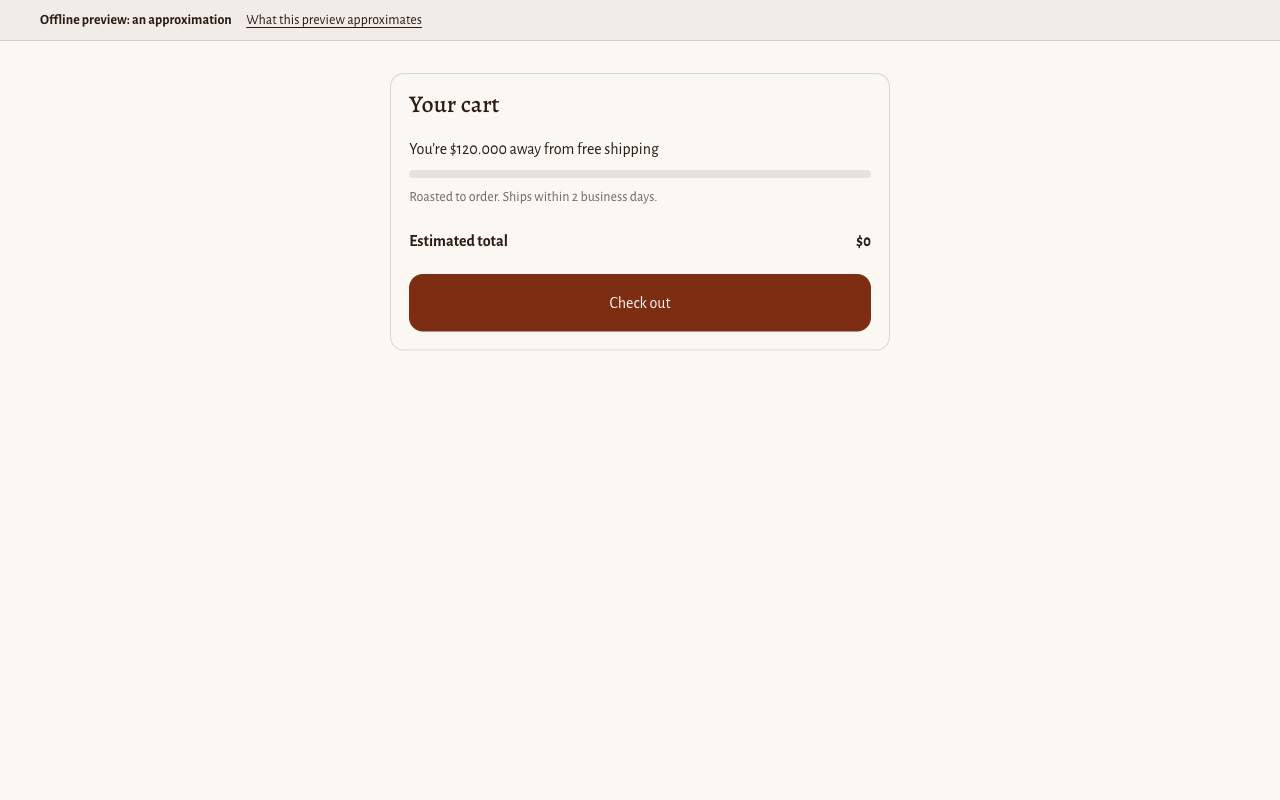 Offline preview: an approximation What this preview approximates
Your cart
You're $120.000 away from free shipping
Roasted to order. Ships within 2 business days.
Estimated total $0
Check out